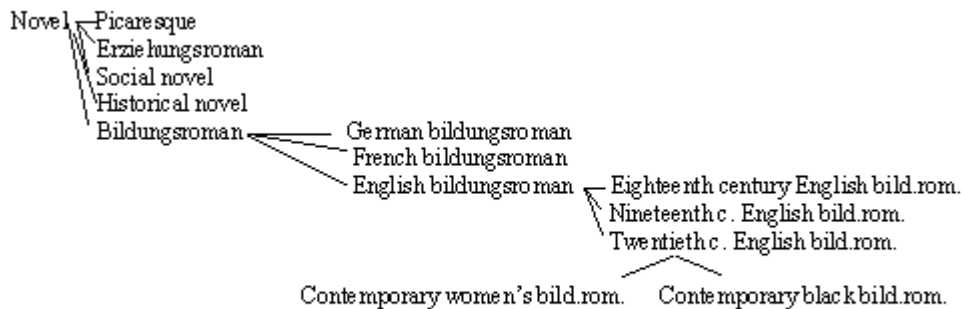 Novel Picaresque
Erziehungsroman
Social novel
Historical novel
Bildungsroman German bildungsroman
French bildungsroman
English bildungsroman Eighteenth century English bild.rom.
Nineteenth c. English bild.rom.
Twentieth c. English bild.rom.
Contemporary women's bild.rom. Contemporary black bild.rom.